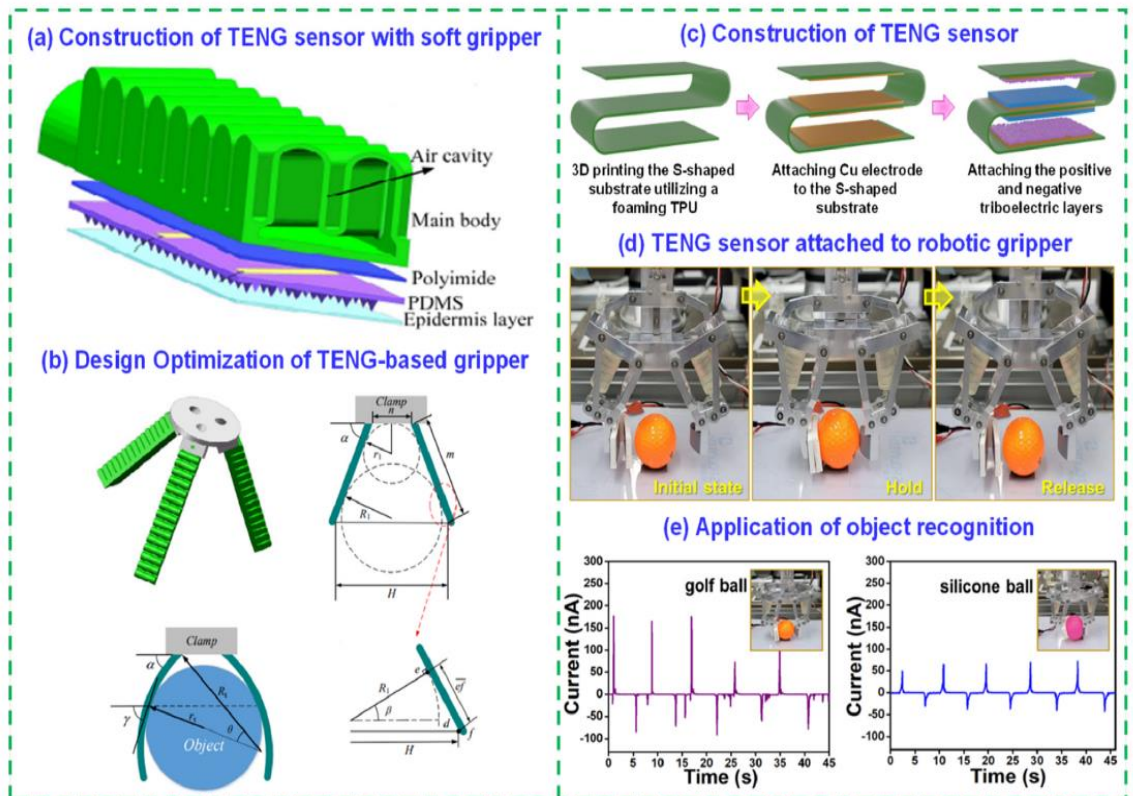 (a) Construction of TENG sensor with soft gripper
Air cavity
Main body
Polyimide
PDMS
Epidermis layer
(b) Design Optimization of TENG-based gripper
Clamp
n
α
r₁
m
R₁
H
Clamp
α
Rₛ
γ
rₛ
θ
Object
e
R₁
ef
β
d
f
H
(c) Construction of TENG sensor
3D printing the S-shaped
substrate utilizing a
foaming TPU
Attaching Cu electrode
to the S-shaped
substrate
Attaching the positive
and negative
triboelectric layers
(d) TENG sensor attached to robotic gripper
Initial state
Hold
Release
(e) Application of object recognition
golf ball
Current (nA)
300
250
200
150
100
50
0
-50
-100
0 5 10 15 20 25 30 35 40 45
Time (s)
silicone ball
Current (nA)
300
250
200
150
100
50
0
-50
-100
0 5 10 15 20 25 30 35 40 45
Time (s)